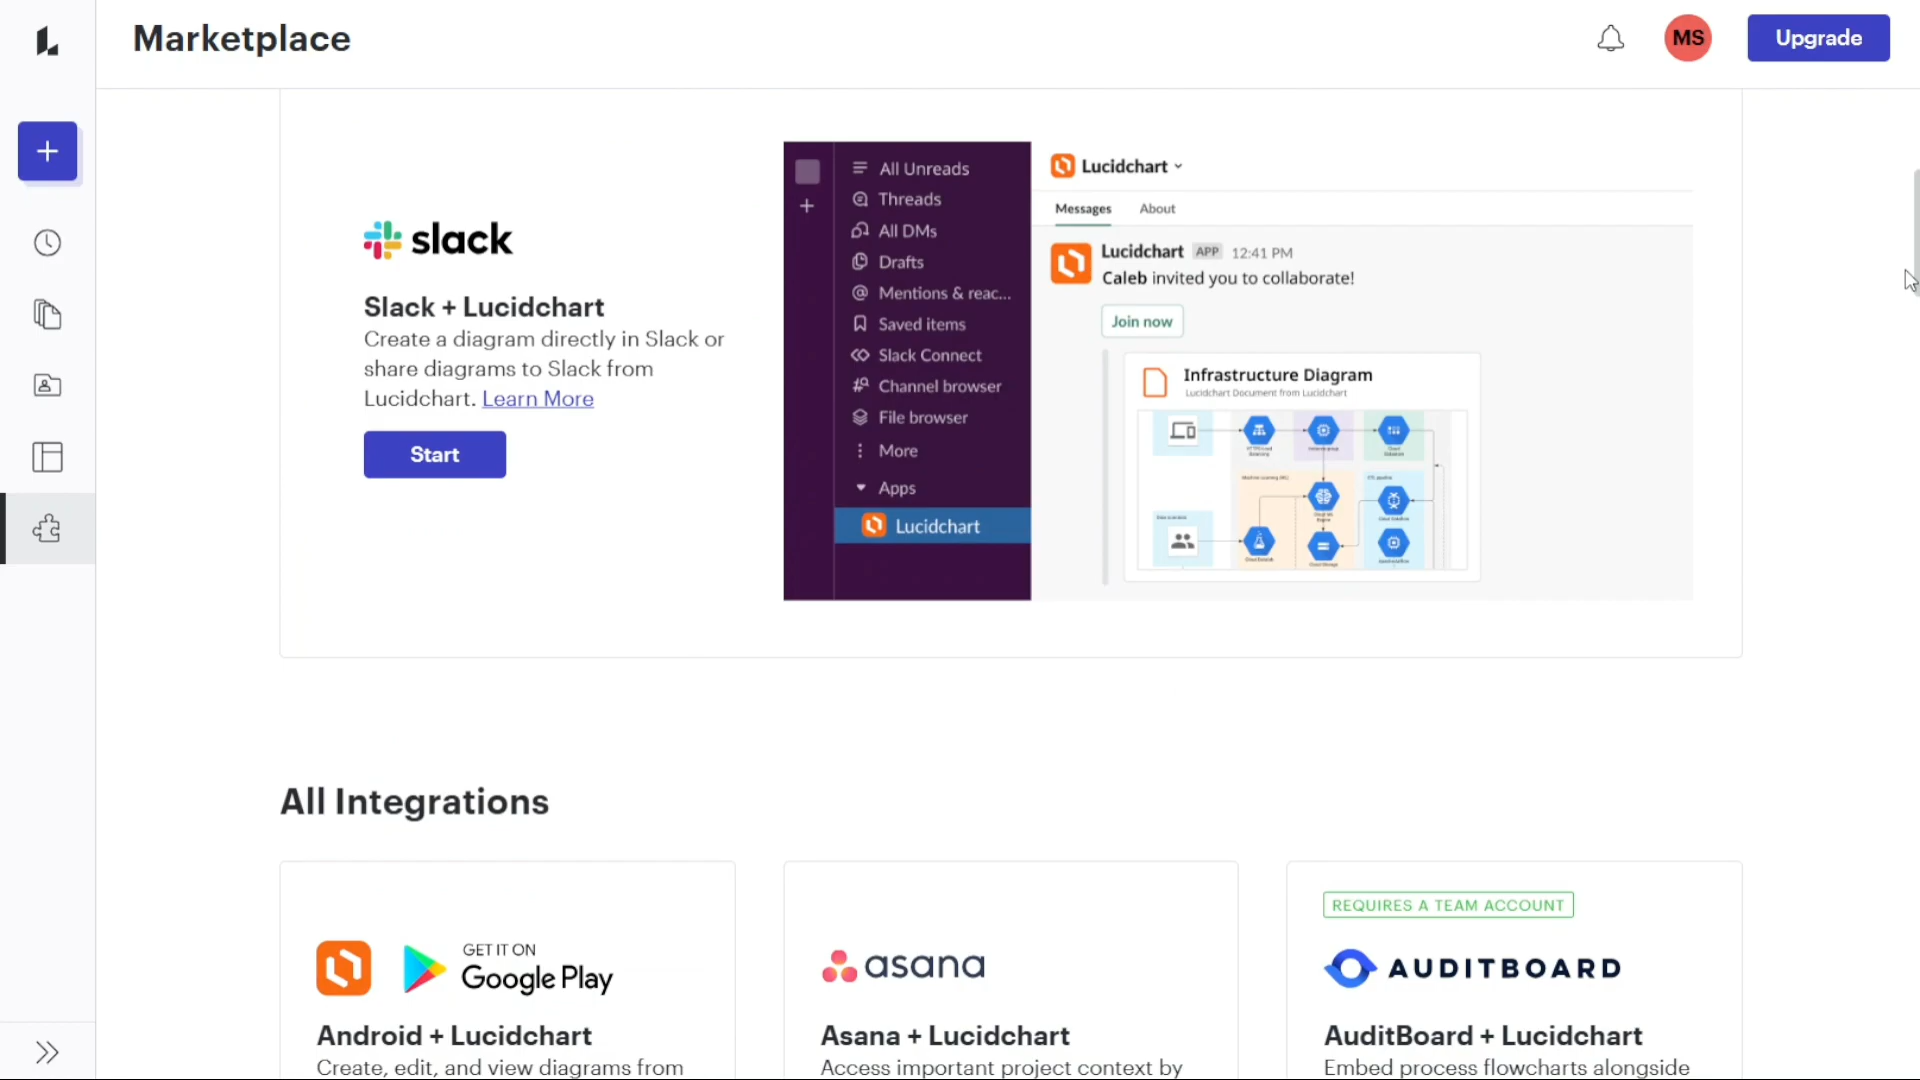 Marketplace
MS
Upgrade
slack
Slack + Lucidchart
Create a diagram directly in Slack or
share diagrams to Slack from
Lucidchart. Learn More
Start
All Unreads
Threads
All DMs
Drafts
Mentions & reac...
Saved items
Slack Connect
Channel browser
File browser
More
Apps
Lucidchart
Lucidchart
Messages About
Lucidchart APP 12:41 PM
Caleb invited you to collaborate!
Join now
Infrastructure Diagram
Lucidchart Document from Lucidchart
All Integrations
GET IT ON
Google Play
Android + Lucidchart
Create, edit, and view diagrams from
asana
Asana + Lucidchart
Access important project context by
REQUIRES A TEAM ACCOUNT
AUDITBOARD
AuditBoard + Lucidchart
Embed process flowcharts alongside